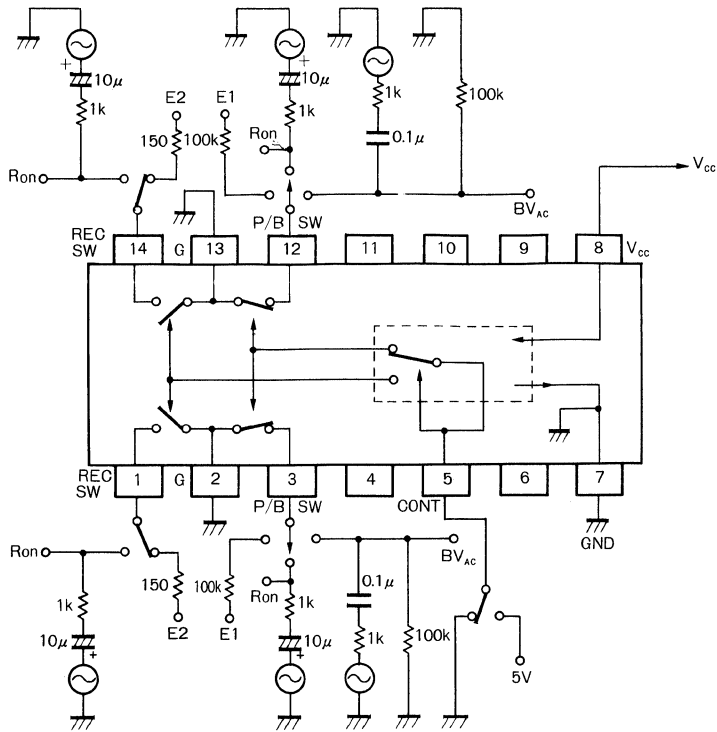 10μ
1k
E2
150
E1
100k
10μ
1k
Ron
1k
0.1μ
100k
Vcc
Ron
BVAC
REC
SW
G
P/B SW
Vcc
14 13 12 11 10 9 8
1 2 3 4 5 6 7
REC
SW
G
P/B SW
CONT
GND
Ron
1k
10μ
150
E2
100k
E1
Ron
1k
10μ
0.1μ
1k
100k
BVAC
5V